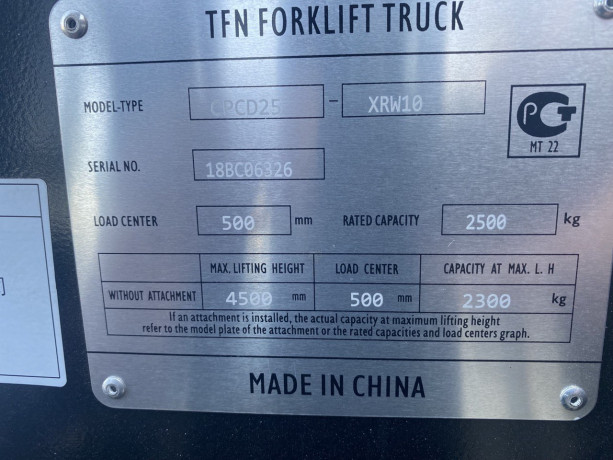 TFN FORKLIFT TRUCK
MODEL-TYPE CPCD25 - XRW10
SERIAL NO. 18BC06326
MT 22
LOAD CENTER 500 mm RATED CAPACITY 2500 kg
MAX. LIFTING HEIGHT LOAD CENTER CAPACITY AT MAX. L. H
WITHOUT ATTACHMENT 4500 mm 500 mm 2300 kg
If an attachment is installed, the actual capacity at maximum lifting height
refer to the model plate of the attachment or the rated capacities and load centers graph.
MADE IN CHINA
]